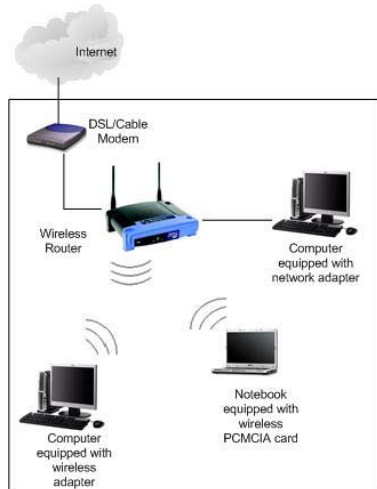 Internet
DSL/Cable
Modem
Wireless
Router
Computer
equipped with
network adapter
Notebook
equipped with
wireless
PCMCIA card
Computer
equipped with
wireless
adapter